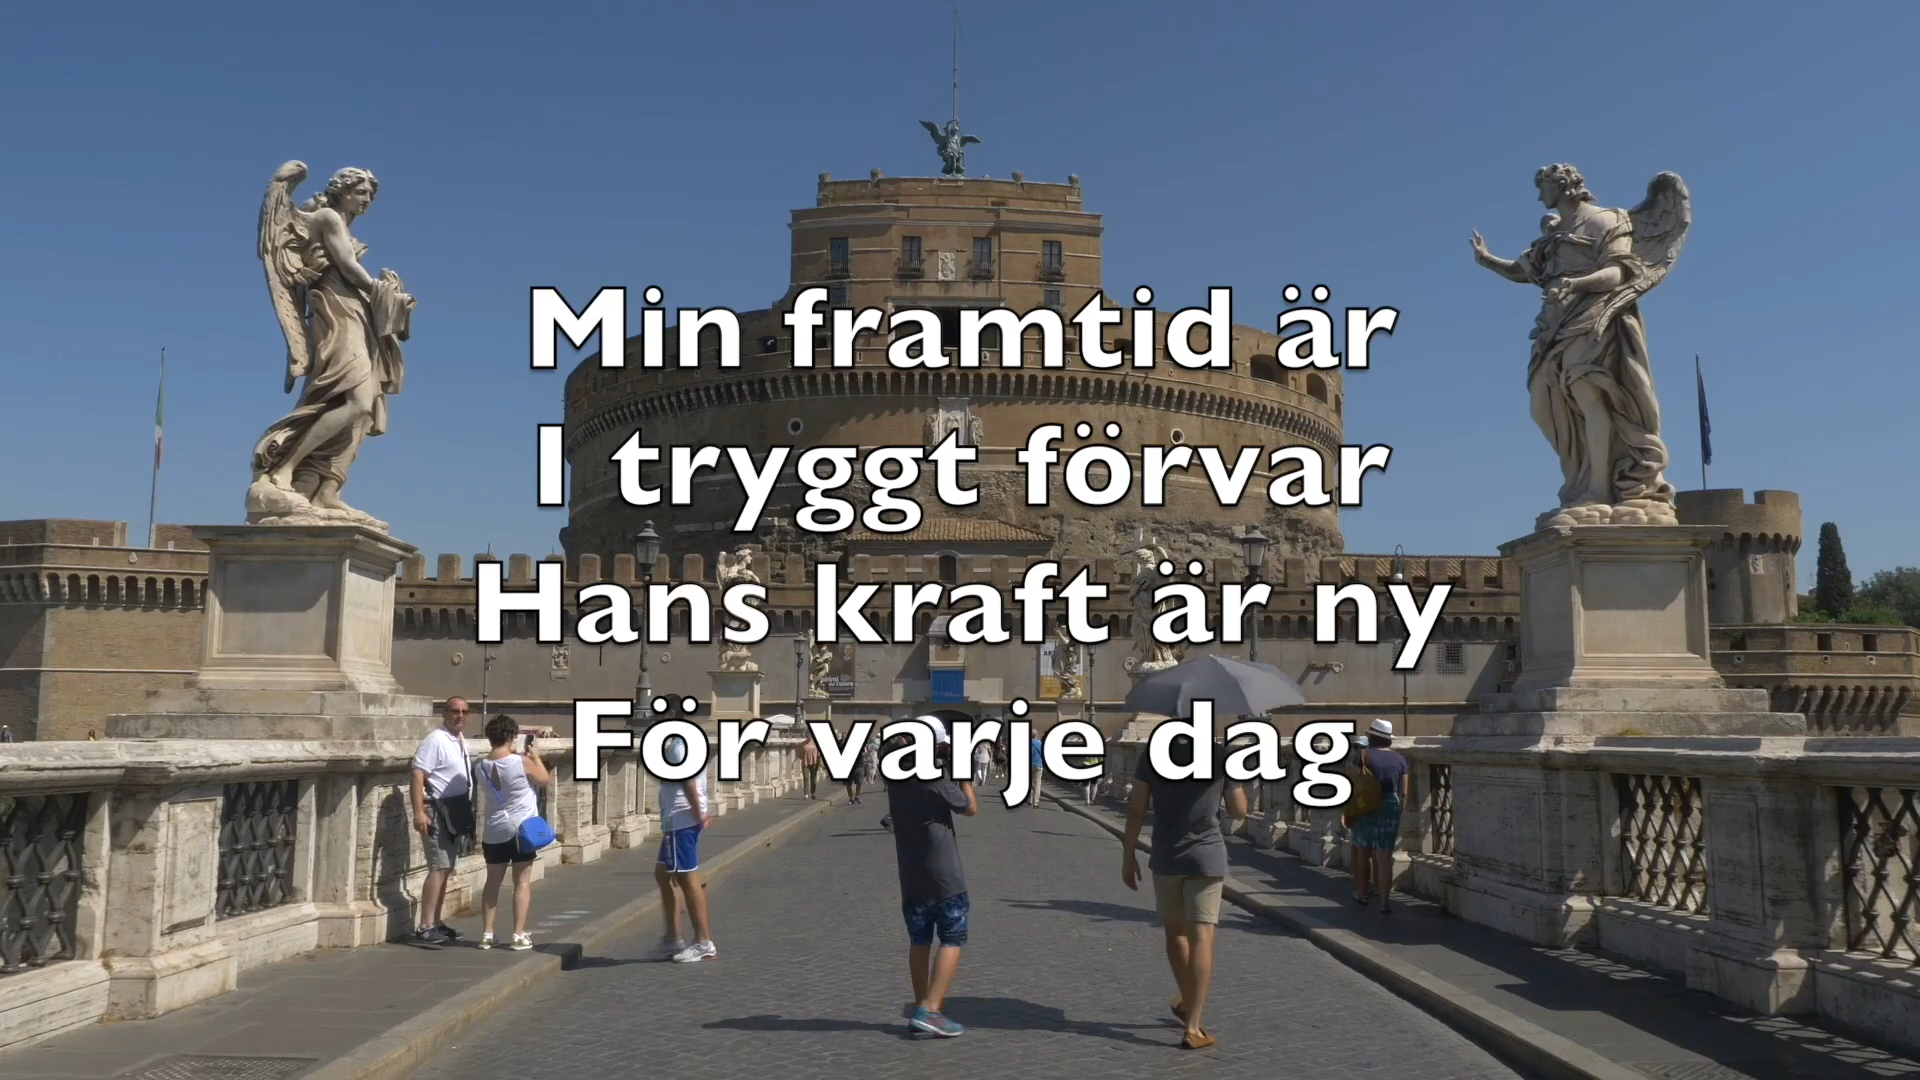 Min framtid är
I tryggt förvar
Hans kraft är ny
För varje dag